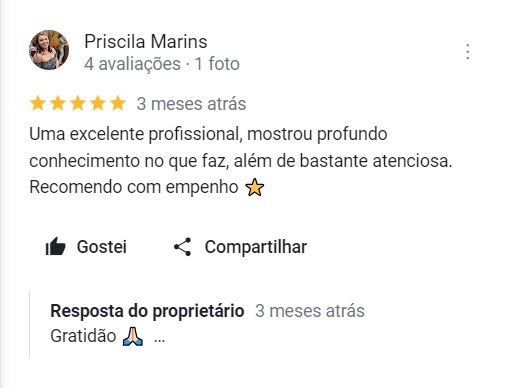 Priscila Marins
4 avaliações · 1 foto
3 meses atrás
Uma excelente profissional, mostrou profundo
conhecimento no que faz, além de bastante atenciosa.
Recomendo com empenho ⭐
Gostei Compartilhar
Resposta do proprietário 3 meses atrás
Gratidão 🙏🏻 ...